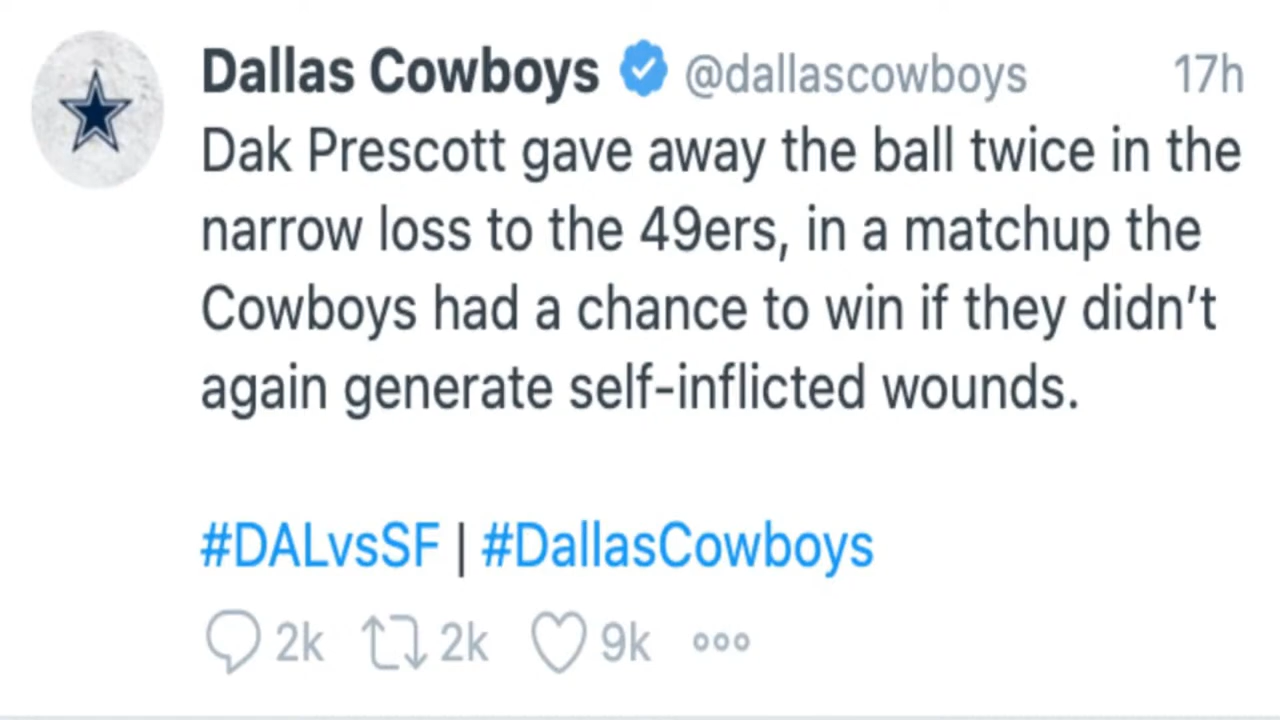 Dallas Cowboys @dallascowboys 17h
Dak Prescott gave away the ball twice in the
narrow loss to the 49ers, in a matchup the
Cowboys had a chance to win if they didn’t
again generate self-inflicted wounds.
#DALvsSF | #DallasCowboys
2k 2k 9k